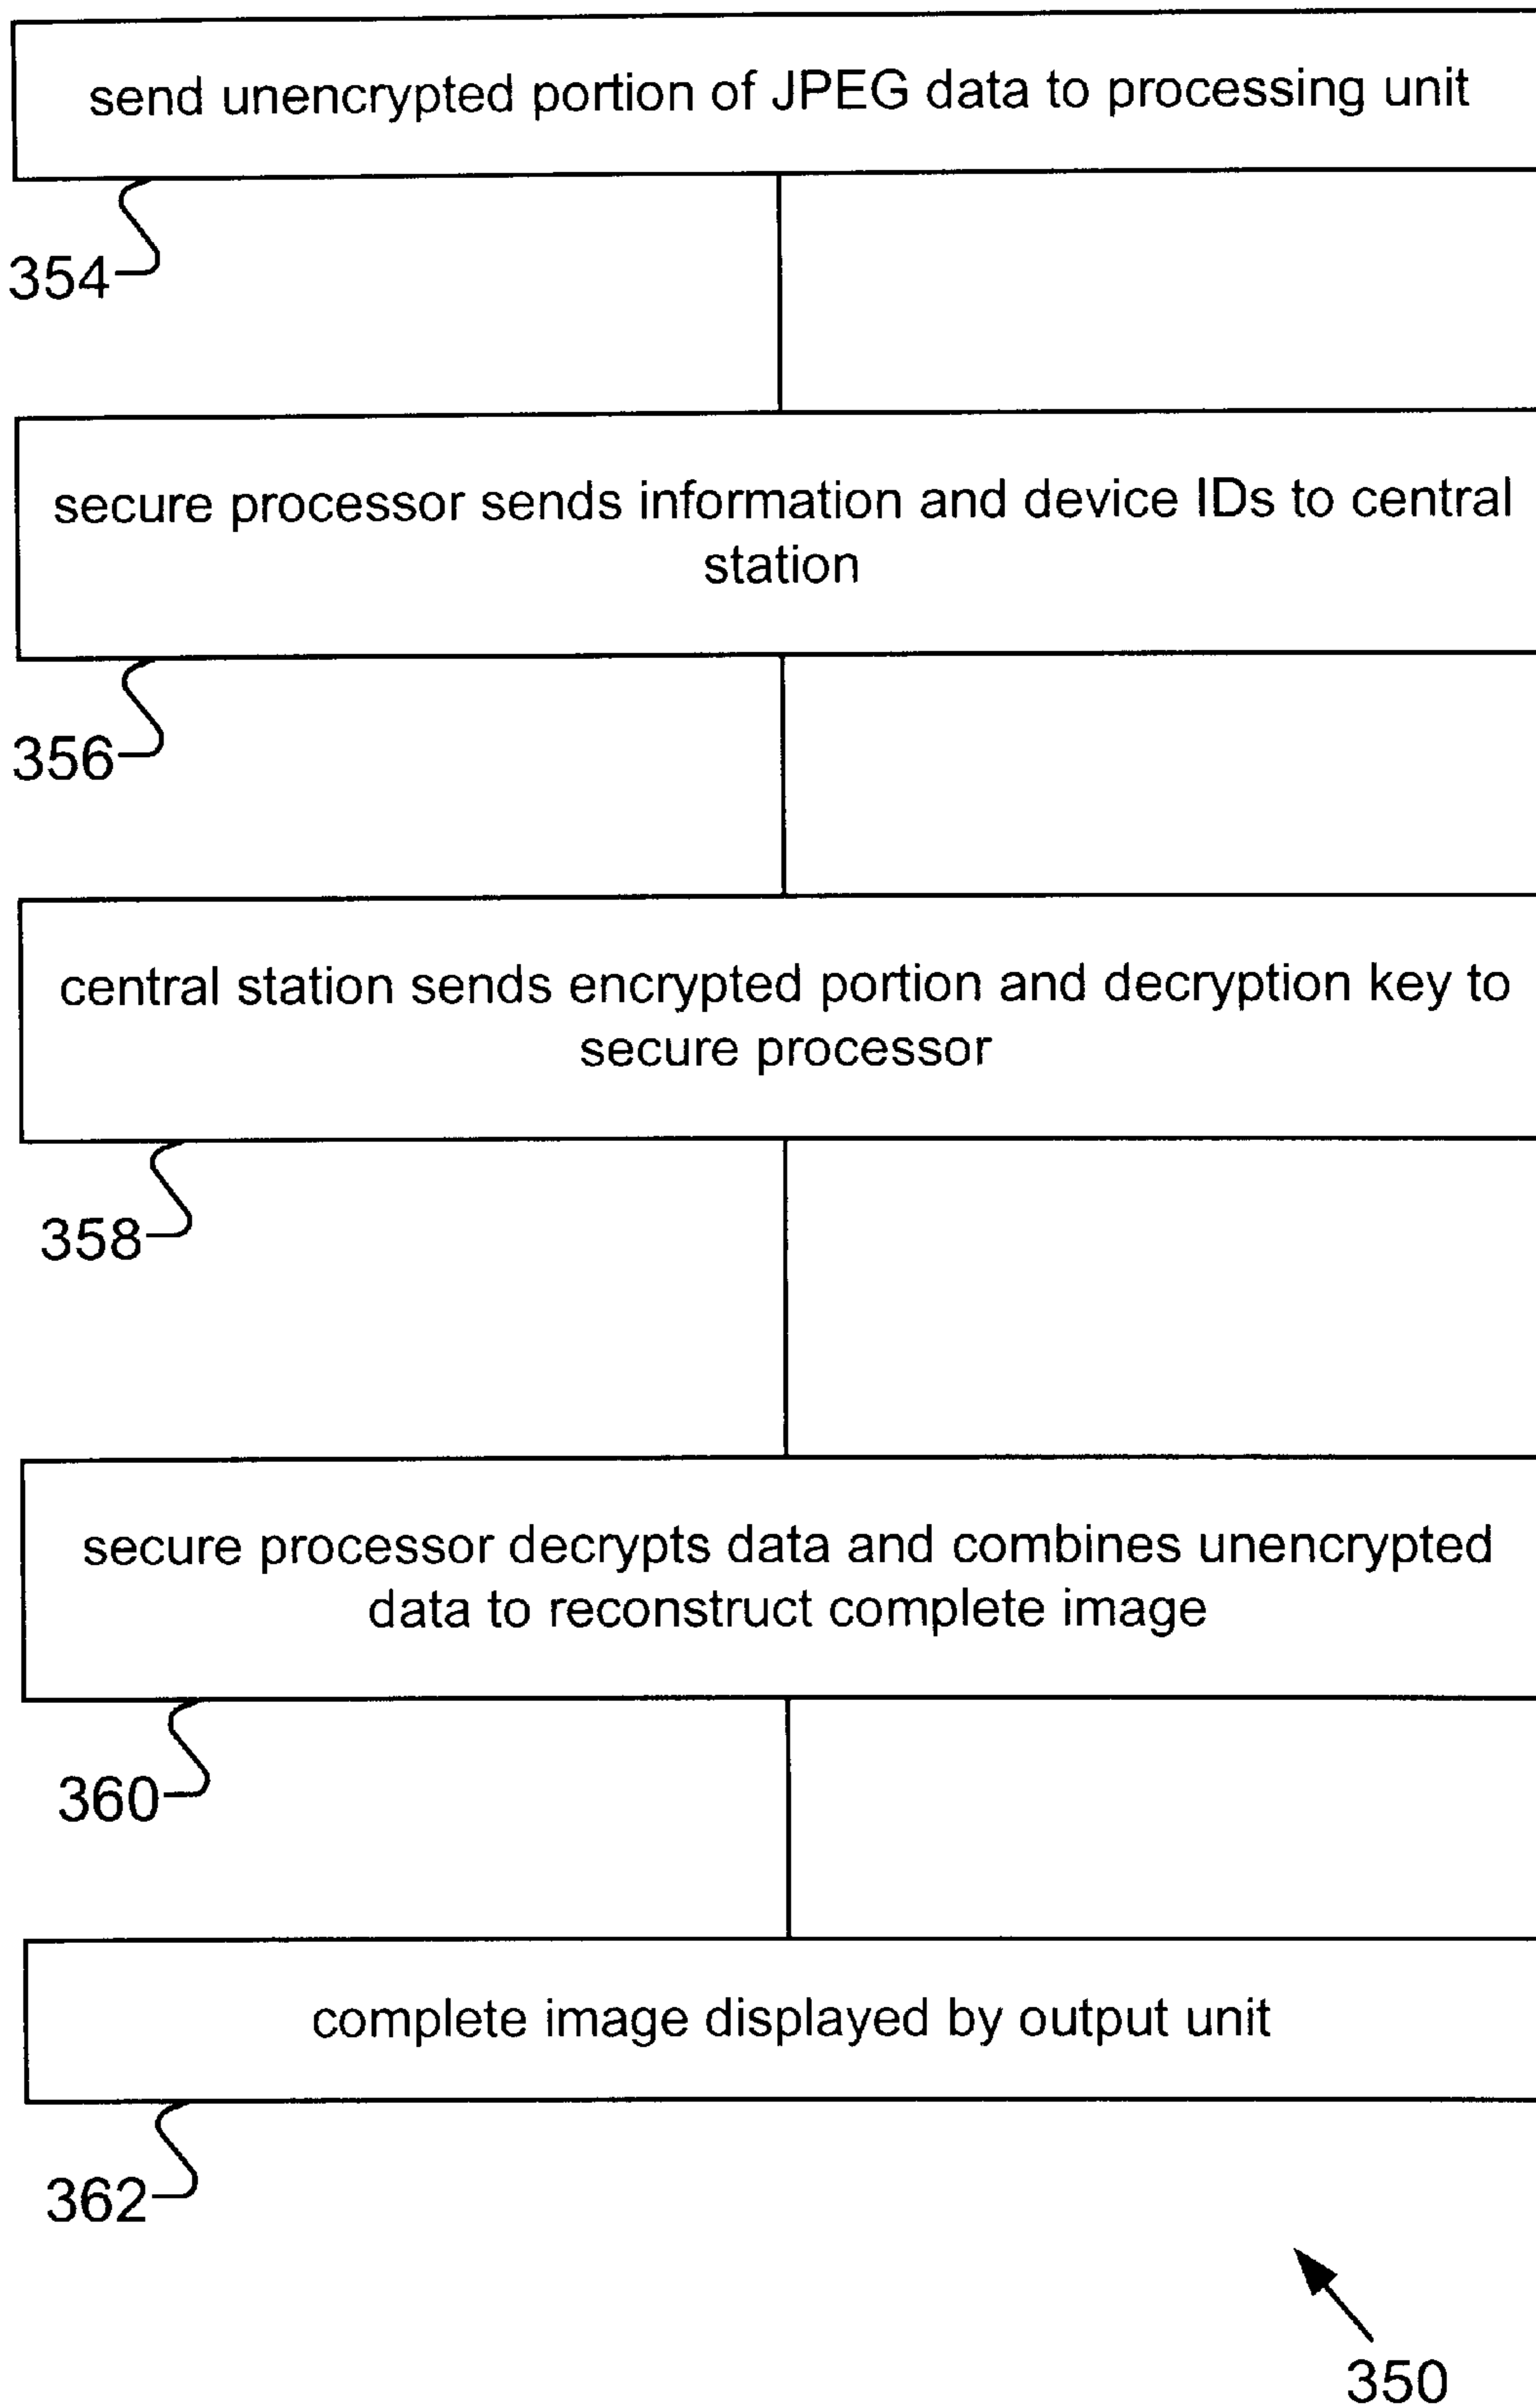 send unencrypted portion of JPEG data to processing unit
354
secure processor sends information and device IDs to central
station
356
central station sends encrypted portion and decryption key to
secure processor
358
secure processor decrypts data and combines unencrypted
data to reconstruct complete image
360
complete image displayed by output unit
362
350